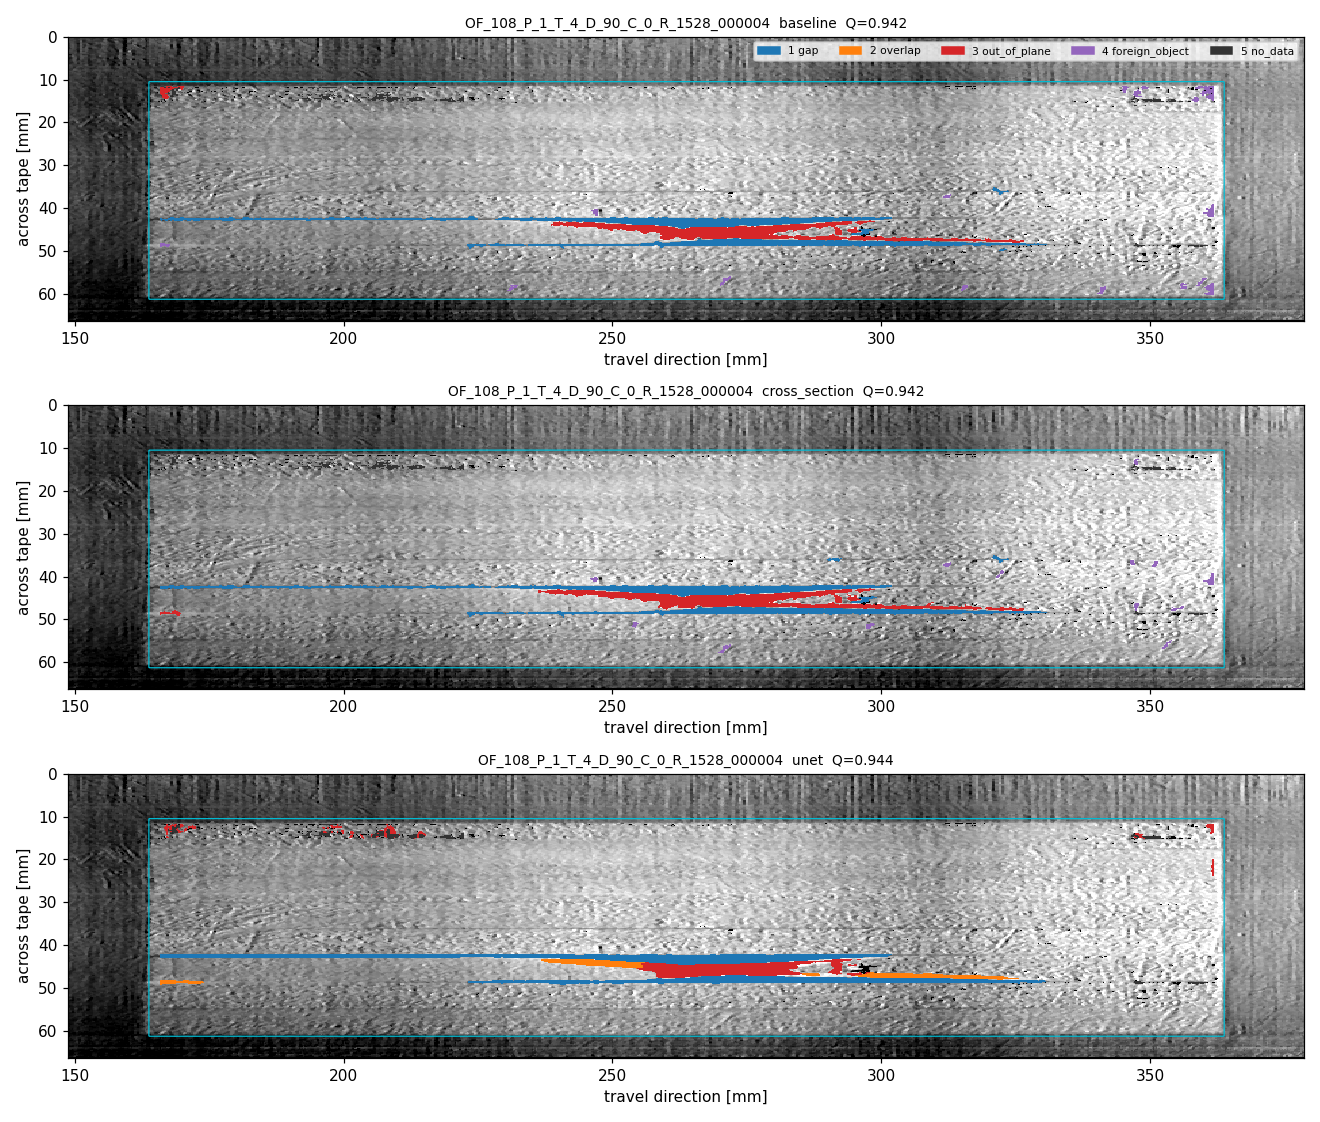 OF_108_P_1_T_4_D_90_C_0_R_1528_000004 baseline Q=0.942
1 gap 2 overlap 3 out_of_plane 4 foreign_object 5 no_data
across tape [mm]
0
10
20
30
40
50
60
150 200 250 300 350
travel direction [mm]
OF_108_P_1_T_4_D_90_C_0_R_1528_000004 cross_section Q=0.942
across tape [mm]
0
10
20
30
40
50
60
150 200 250 300 350
travel direction [mm]
OF_108_P_1_T_4_D_90_C_0_R_1528_000004 unet Q=0.944
across tape [mm]
0
10
20
30
40
50
60
150 200 250 300 350
travel direction [mm]